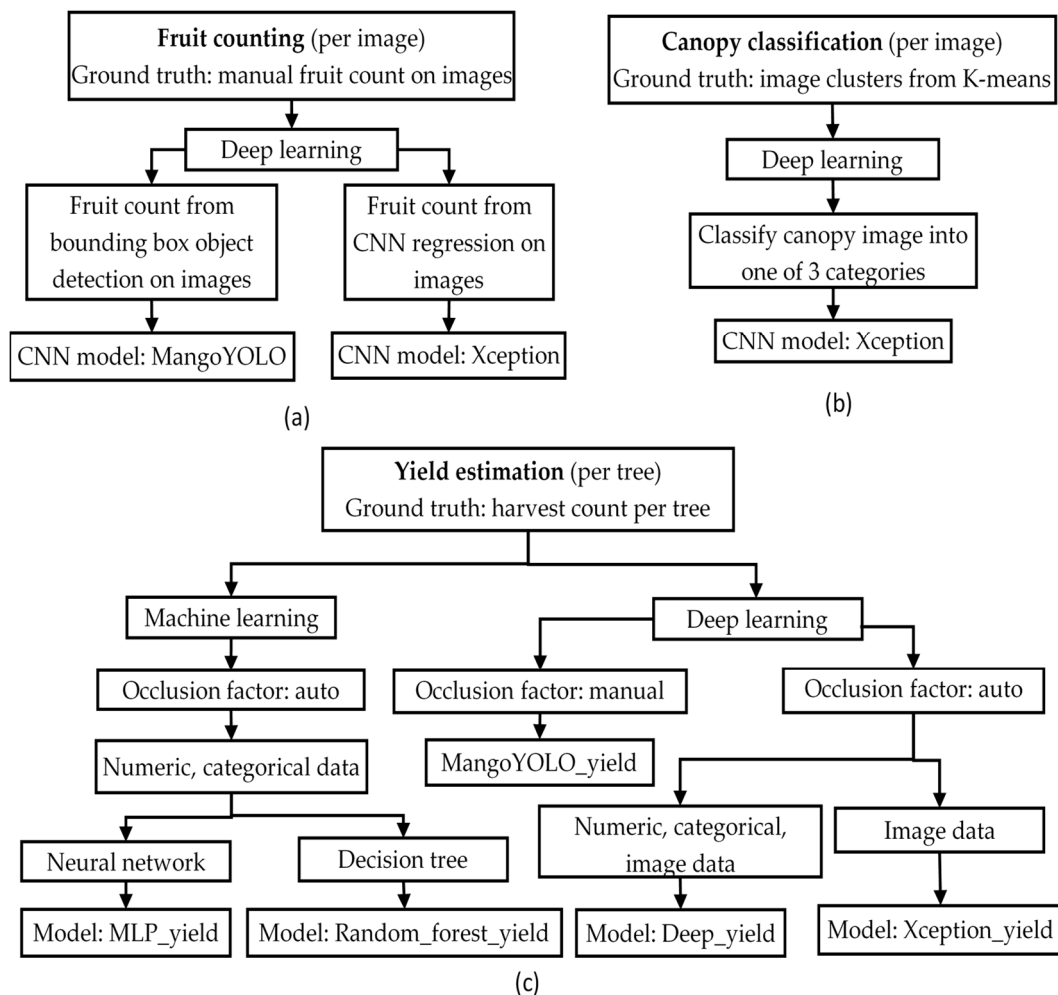 Fruit counting (per image)
Ground truth: manual fruit count on images
Deep learning
Fruit count from
bounding box object
detection on images
Fruit count from
CNN regression on
images
CNN model: MangoYOLO
CNN model: Xception
(a)
Canopy classification (per image)
Ground truth: image clusters from K-means
Deep learning
Classify canopy image into
one of 3 categories
CNN model: Xception
(b)
Yield estimation (per tree)
Ground truth: harvest count per tree
Machine learning
Deep learning
Occlusion factor: auto
Occlusion factor: manual
Occlusion factor: auto
Numeric, categorical data
MangoYOLO_yield
Neural network
Decision tree
Numeric, categorical,
image data
Image data
Model: MLP_yield
Model: Random_forest_yield
Model: Deep_yield
Model: Xception_yield
(c)